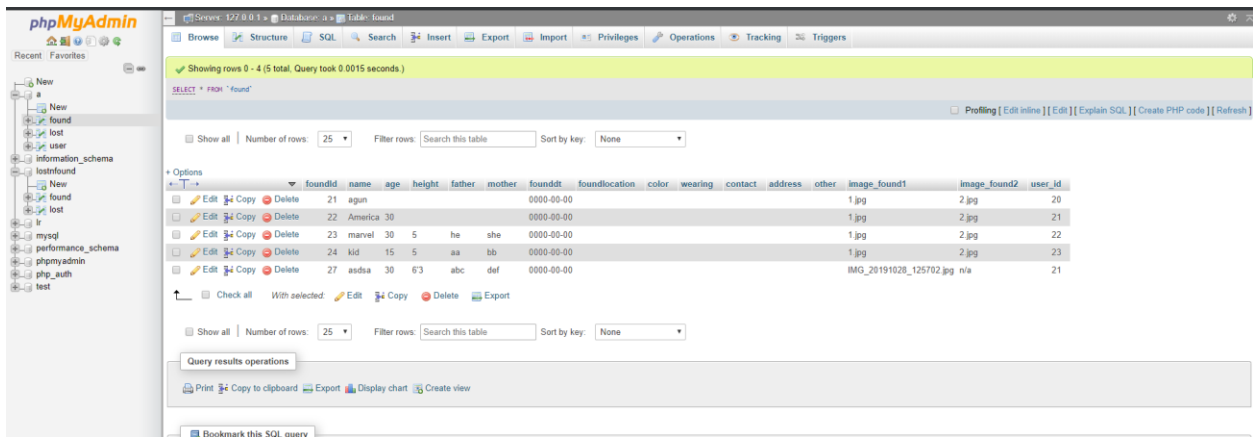 phpMyAdmin
Recent Favorites
New
a
New
found
lost
user
information_schema
lostnfound
New
found
lost
lr
mysql
performance_schema
phpmyadmin
php_auth
test
Server: 127.0.0.1 » Database: a » Table: found
Browse Structure SQL Search Insert Export Import Privileges Operations Tracking Triggers
Showing rows 0 - 4 (5 total, Query took 0.0015 seconds.)
SELECT * FROM `found`
Profiling [ Edit inline ] [ Edit ] [ Explain SQL ] [ Create PHP code ] [ Refresh ]
Show all | Number of rows: 25 Filter rows: Search this table Sort by key: None
+ Options
foundid name age height father mother founddt foundlocation color wearing contact address other image_found1 image_found2 user_id
Edit Copy Delete 21 agun 0000-00-00 1.jpg 2.jpg 20
Edit Copy Delete 22 America 30 0000-00-00 1.jpg 2.jpg 21
Edit Copy Delete 23 marvel 30 5 he she 0000-00-00 1.jpg 2.jpg 22
Edit Copy Delete 24 kid 15 5 aa bb 0000-00-00 1.jpg 2.jpg 23
Edit Copy Delete 27 asdsa 30 6'3 abc def 0000-00-00 IMG_20191028_125702.jpg n/a 21
Check all With selected: Edit Copy Delete Export
Show all | Number of rows: 25 Filter rows: Search this table Sort by key: None
Query results operations
Print Copy to clipboard Export Display chart Create view
Bookmark this SQL query